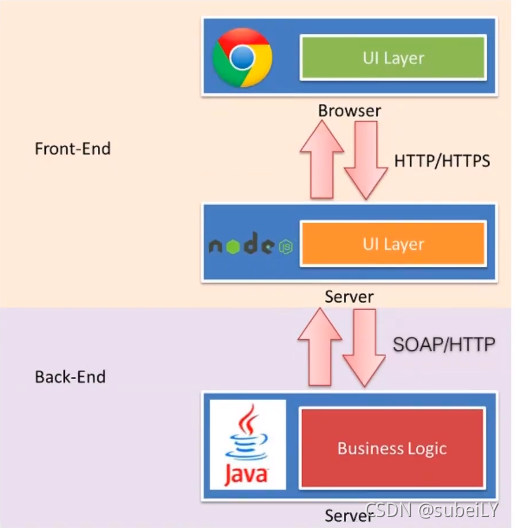 UI Layer
Browser
Front-End
HTTP/HTTPS
node JS
UI Layer
Server
SOAP/HTTP
Back-End
Java
Business Logic
Server
CSDN @subeiLY